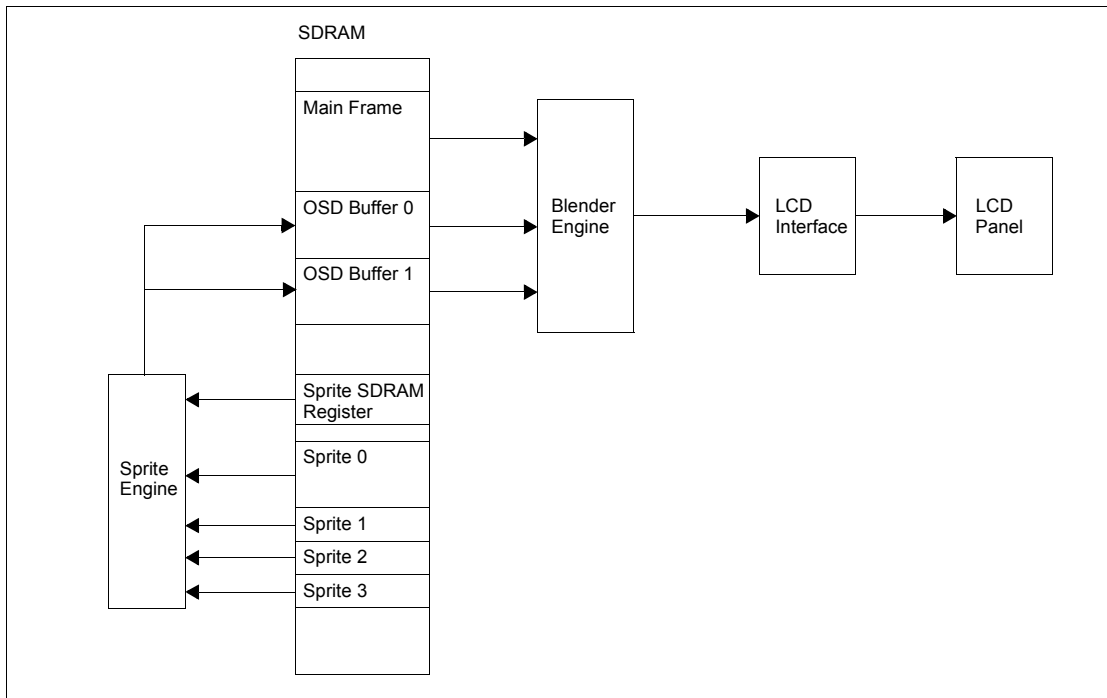 SDRAM
Main Frame
OSD Buffer 0
OSD Buffer 1
Sprite SDRAM
Register
Sprite 0
Sprite 1
Sprite 2
Sprite 3
Sprite
Engine
Blender
Engine
LCD
Interface
LCD
Panel